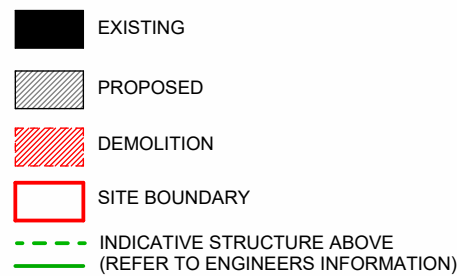 EXISTING
PROPOSED
DEMOLITION
SITE BOUNDARY
INDICATIVE STRUCTURE ABOVE
(REFER TO ENGINEERS INFORMATION)